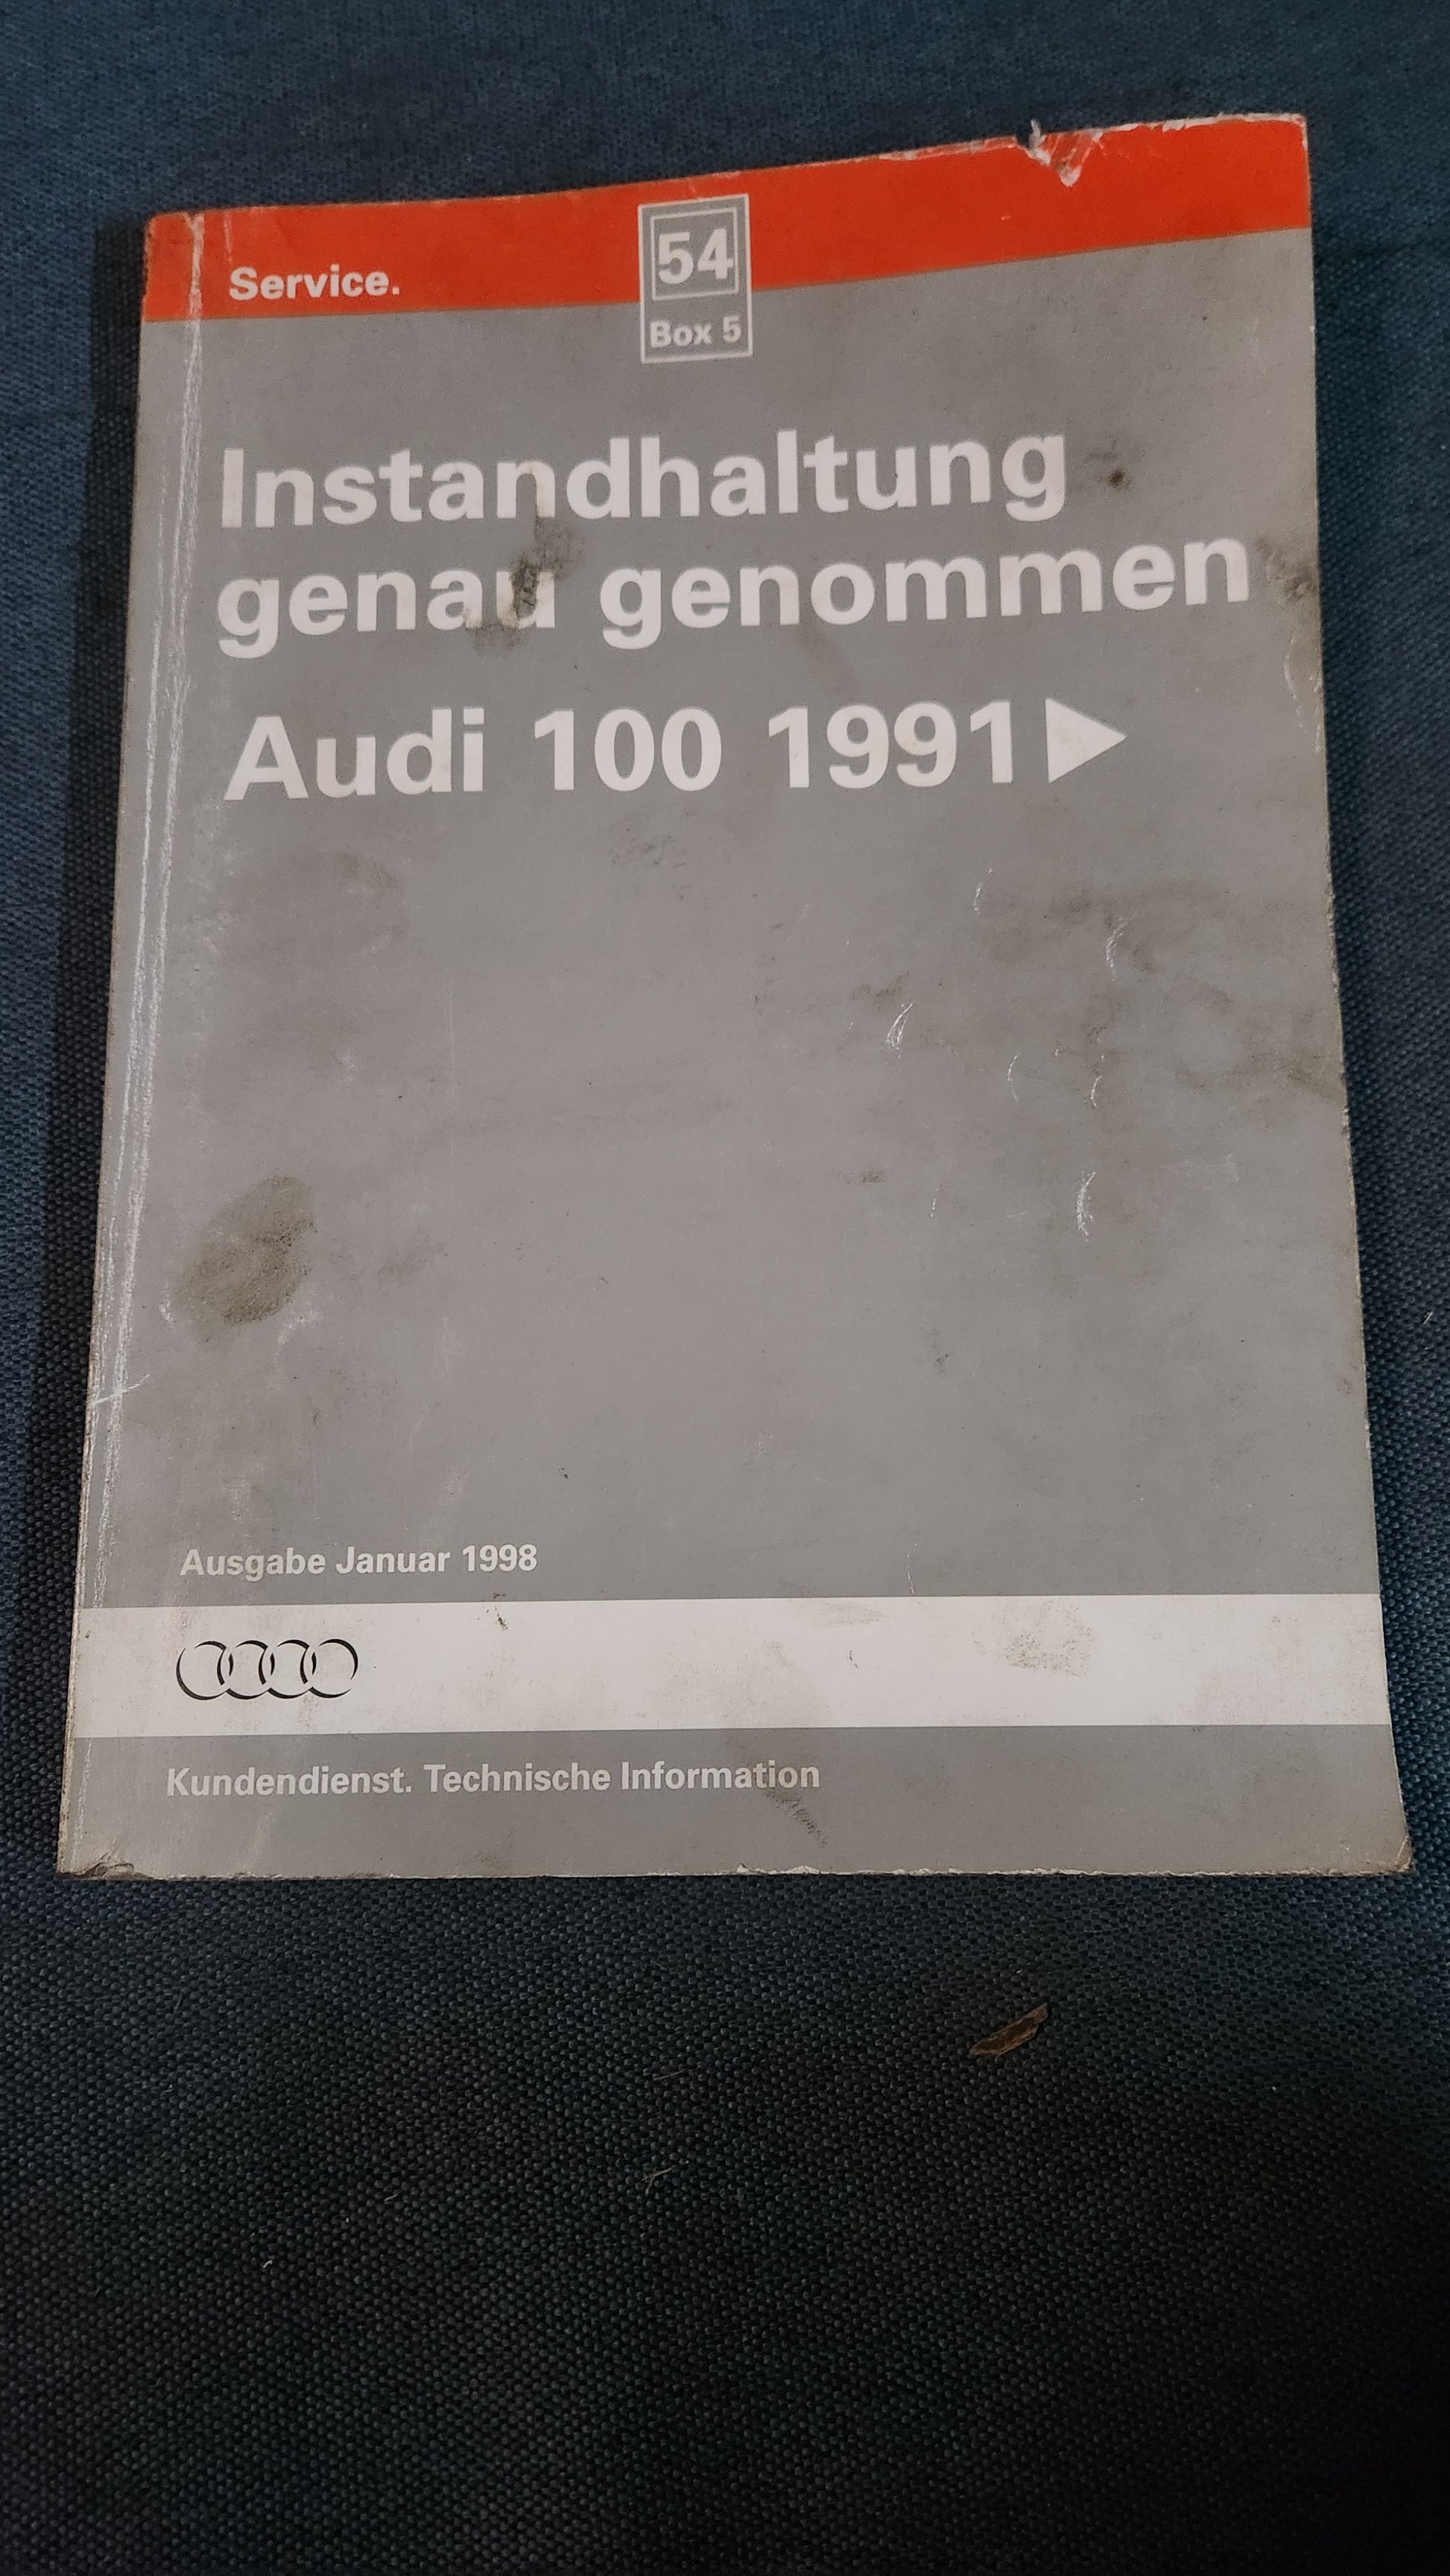 Service.
54
Box 5
Instandhaltung
genau genommen
Audi 100 1991▶
Ausgabe Januar 1998
Kundendienst. Technische Information